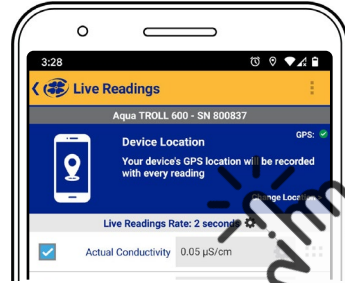 3:28
Live Readings
Aqua TROLL 600 - SN 800837
GPS:
Device Location
Your device's GPS location will be recorded
with every reading
Change Location
Live Readings Rate: 2 seconds
Actual Conductivity 0.05 µS/cm